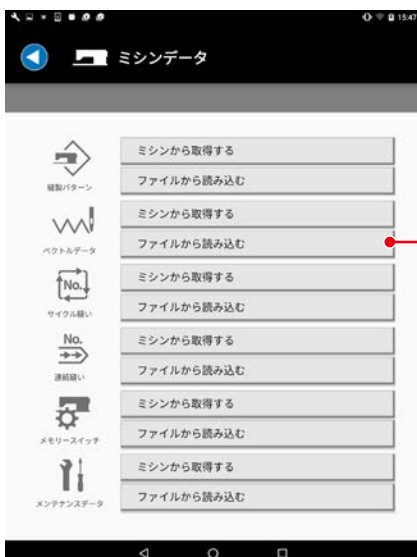 15:47
ミシンデータ
ミシンから取得する
ファイルから読み込む
縫製パターン
ミシンから取得する
ファイルから読み込む
ベクトルデータ
ミシンから取得する
No.
ファイルから読み込む
サイクル縫い
No.
ミシンから取得する
ファイルから読み込む
連続縫い
ミシンから取得する
ファイルから読み込む
メモリースイッチ
ミシンから取得する
ファイルから読み込む
メンテナンスデータ